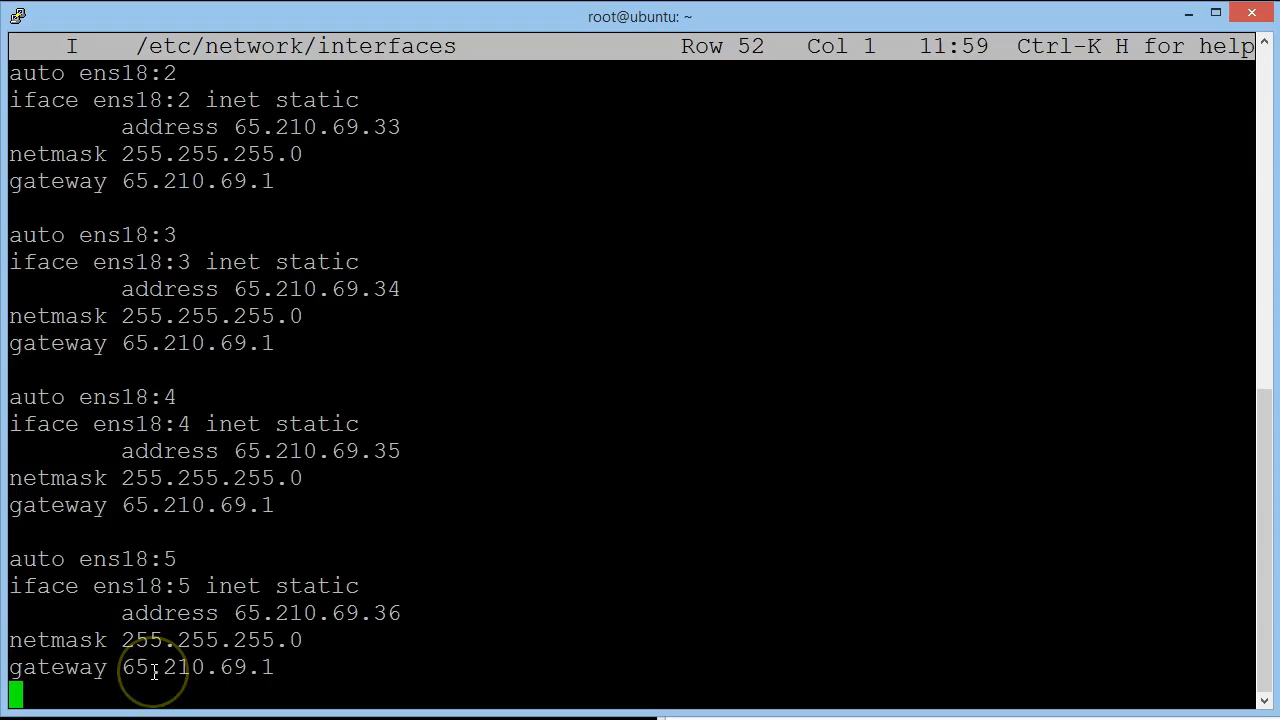 root@ubuntu: ~
I /etc/network/interfaces Row 52 Col 1 11:59 Ctrl-K H for help
auto ens18:2
iface ens18:2 inet static
address 65.210.69.33
netmask 255.255.255.0
gateway 65.210.69.1
auto ens18:3
iface ens18:3 inet static
address 65.210.69.34
netmask 255.255.255.0
gateway 65.210.69.1
auto ens18:4
iface ens18:4 inet static
address 65.210.69.35
netmask 255.255.255.0
gateway 65.210.69.1
auto ens18:5
iface ens18:5 inet static
address 65.210.69.36
netmask 255.255.255.0
gateway 65.210.69.1